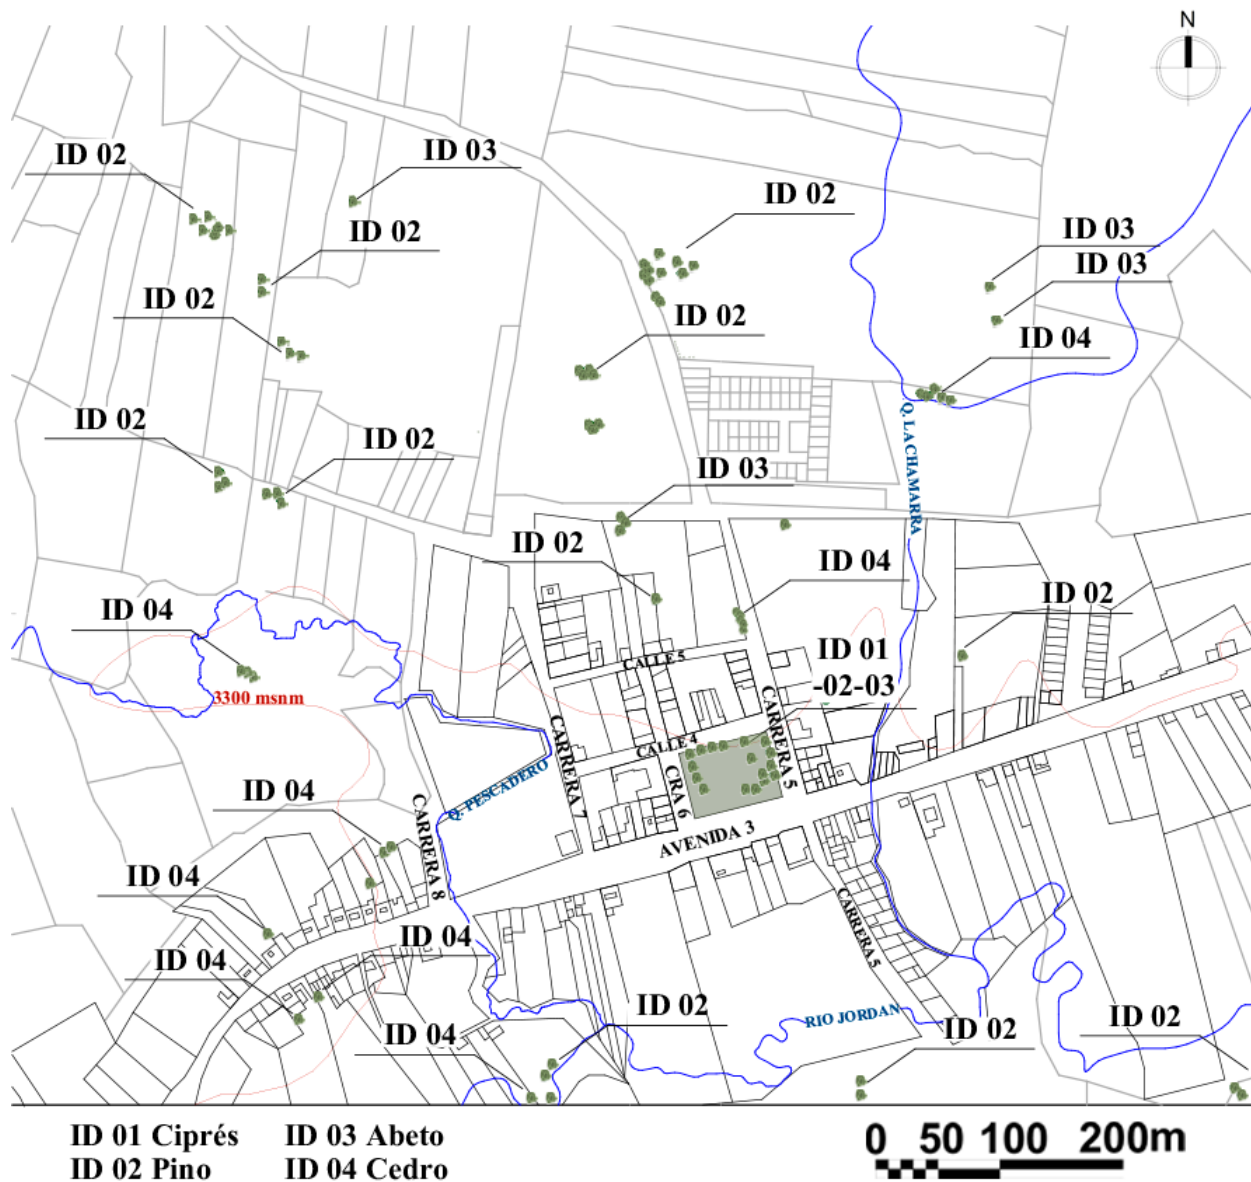 N
ID 02
ID 03
ID 02
ID 02
ID 03
ID 03
ID 02
ID 02
ID 02
ID 04
ID 02
ID 02
ID 03
Q. LA CHAMARRA
ID 02
ID 04
ID 02
ID 04
ID 01
-02-03
CALLE 5
3300 msnm
CARRERA 5
CARRERA 7
CALLE 4
CRA 6
Q. PESCADERO
ID 04
CARRERA 8
AVENIDA 3
ID 04
CARRERA 5
ID 04
ID 04
ID 02
RIO JORDAN
ID 04
ID 02
ID 02
ID 01 Ciprés
ID 03 Abeto
ID 02 Pino
ID 04 Cedro
0 50 100 200m